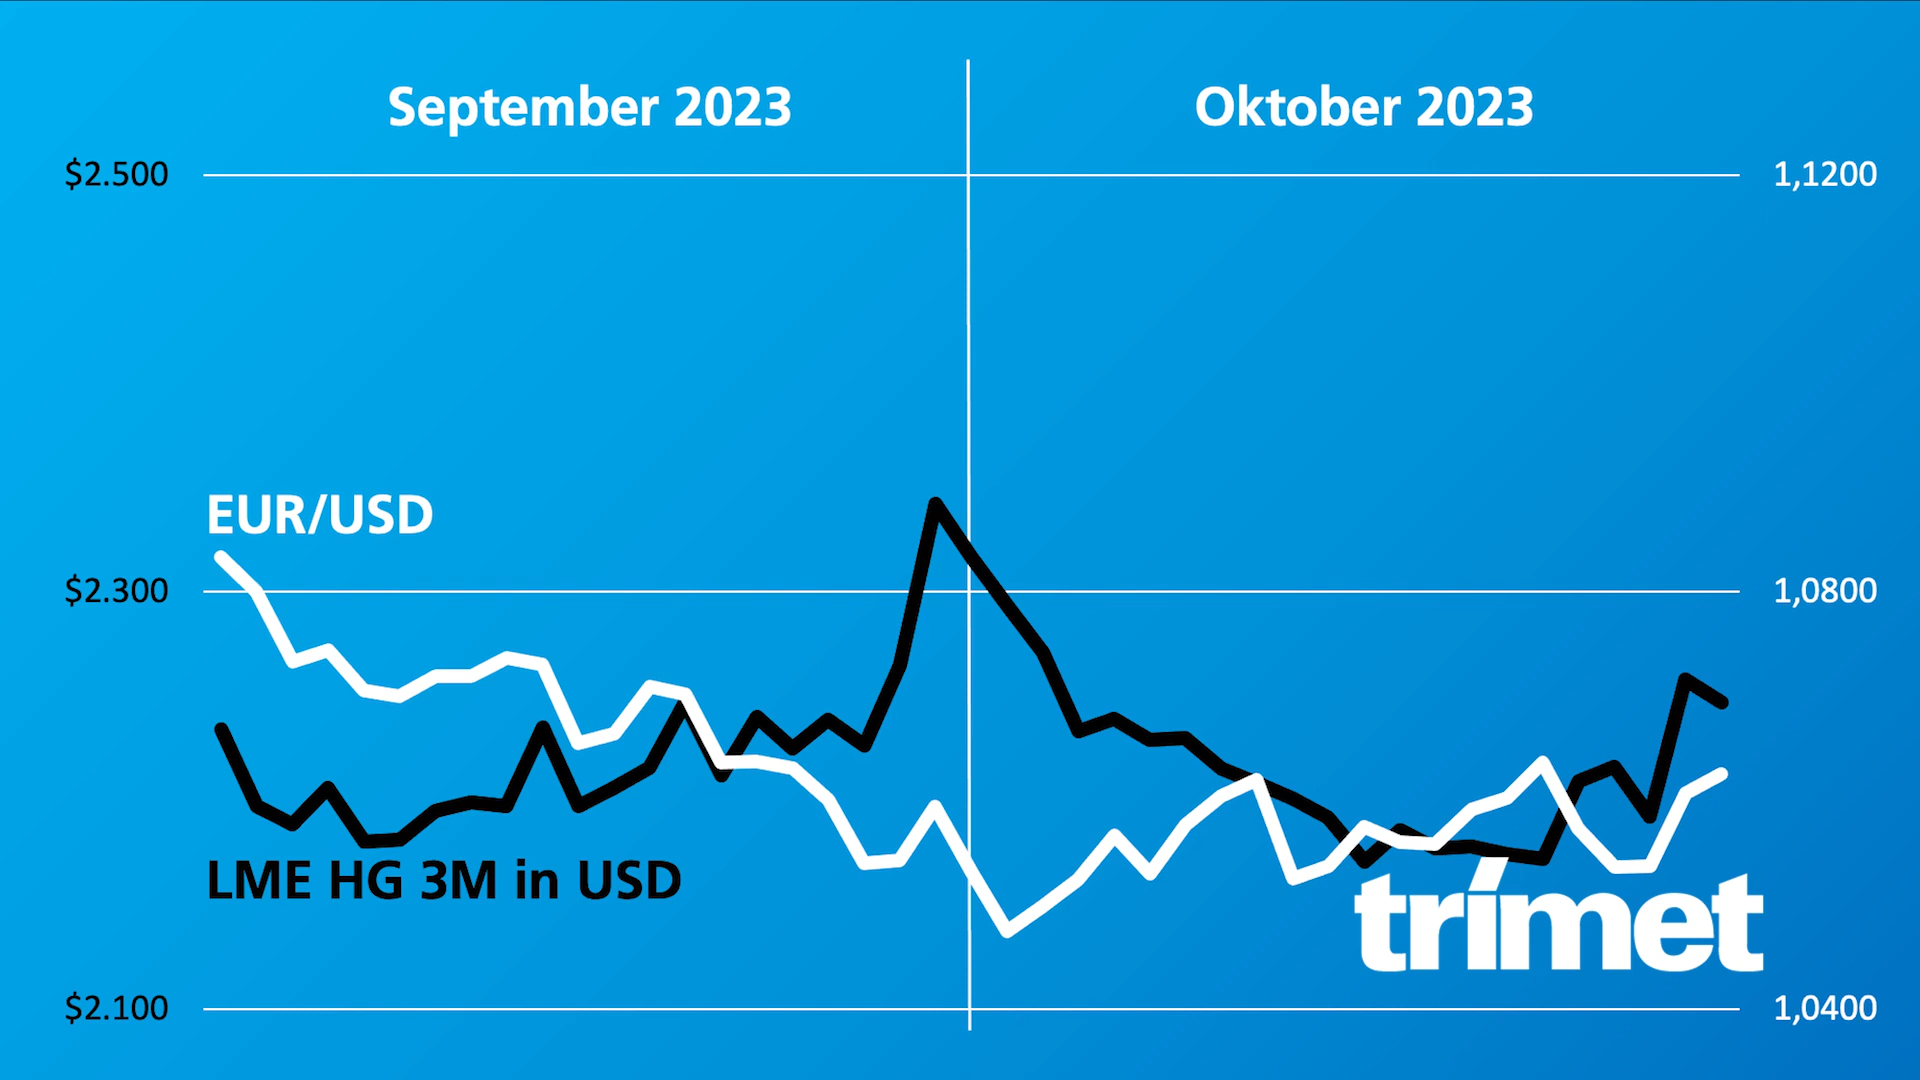 September 2023
Oktober 2023
$2.500
1,1200
EUR/USD
$2.300
1,0800
LME HG 3M in USD
trimet
$2.100
1,0400